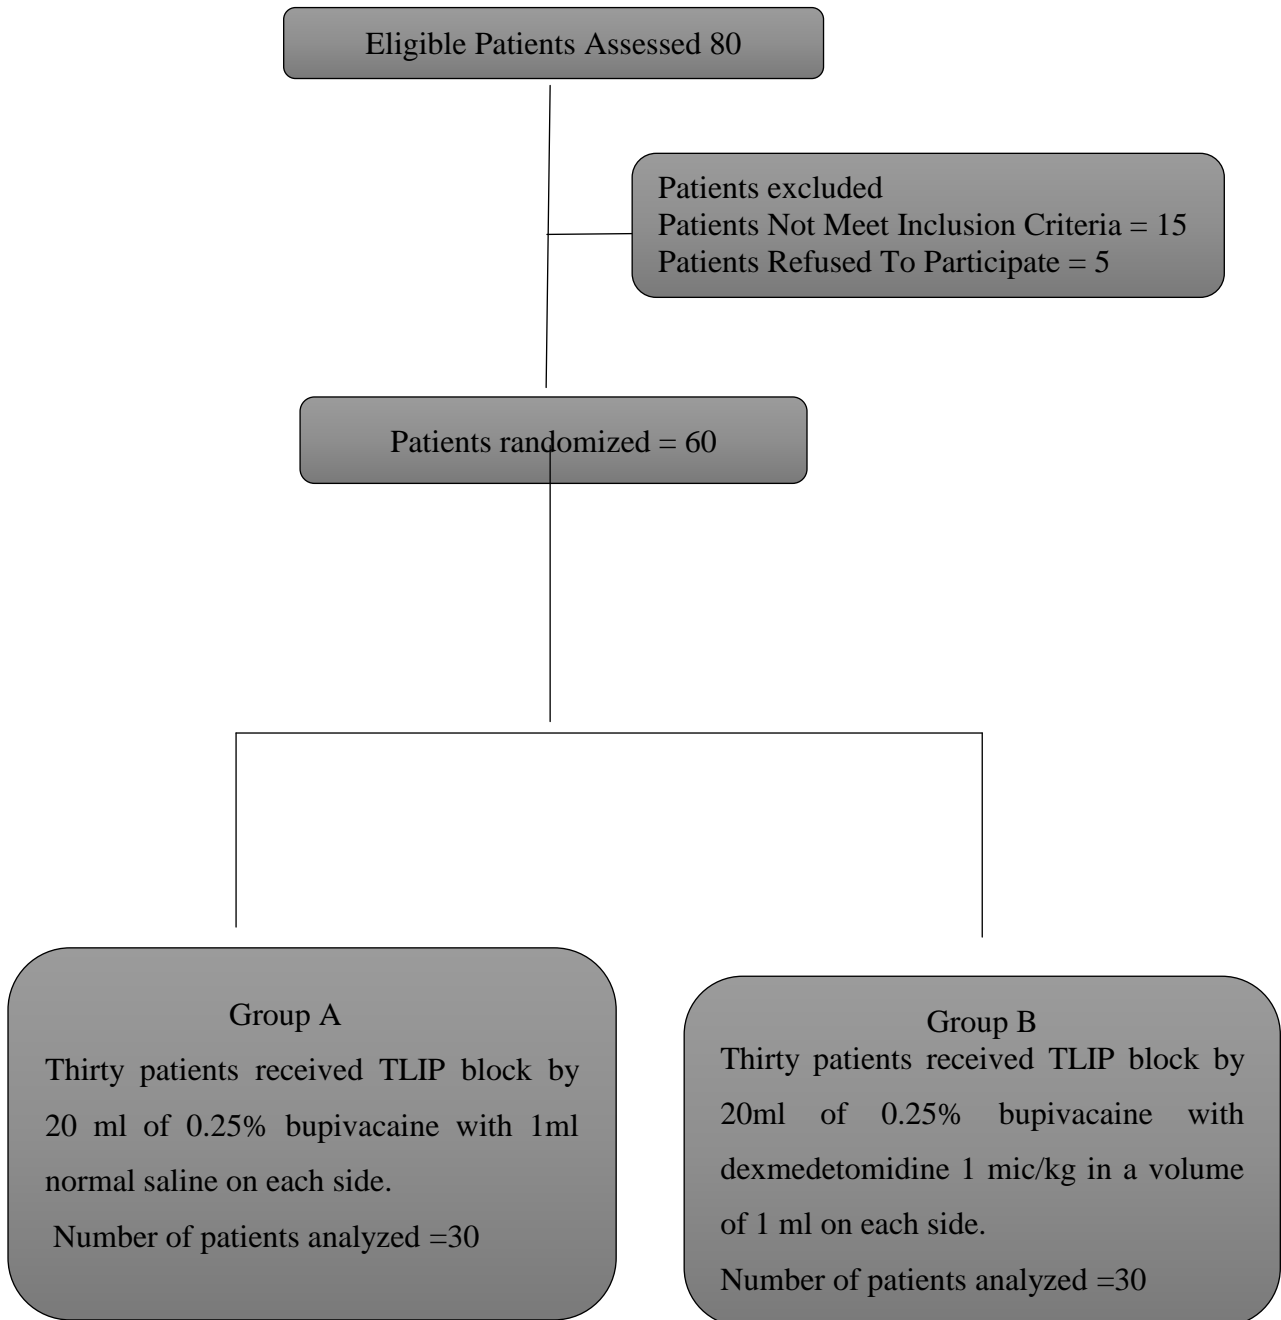 Eligible Patients Assessed 80
Patients excluded
Patients Not Meet Inclusion Criteria = 15
Patients Refused To Participate = 5
Patients randomized = 60
Group A
Thirty patients received TLIP block by
20 ml of 0.25% bupivacaine with 1ml
normal saline on each side.
Number of patients analyzed =30
Group B
Thirty patients received TLIP block by
20ml of 0.25% bupivacaine with
dexmedetomidine 1 mic/kg in a volume
of 1 ml on each side.
Number of patients analyzed =30